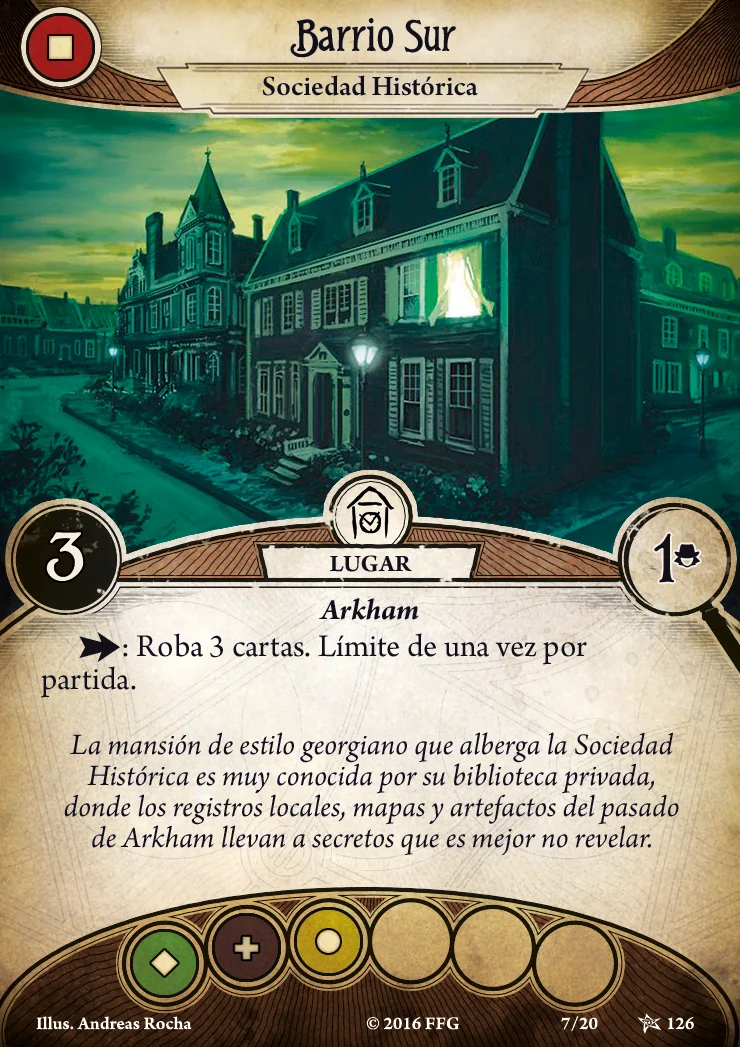 Barrio Sur
Sociedad Histórica
3
LUGAR
1
Arkham
: Roba 3 cartas. Límite de una vez por
partida.
La mansión de estilo georgiano que alberga la Sociedad
Histórica es muy conocida por su biblioteca privada,
donde los registros locales, mapas y artefactos del pasado
de Arkham llevan a secretos que es mejor no revelar.
Illus. Andreas Rocha
© 2016 FFG
7/20
126